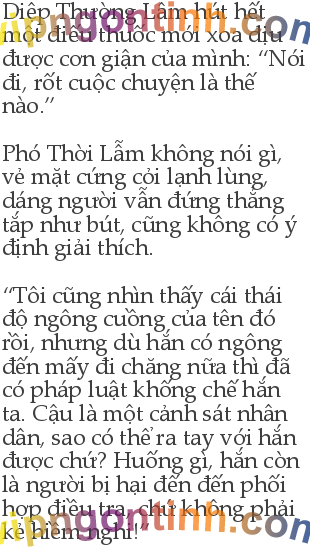 Diệp Thường Lâm hút hết
một điếu thuốc mới xoa dịu
được cơn giận của mình: “Nói
đi, rốt cuộc chuyện là thế
nào.”
Phó Thời Lẫm không nói gì,
vẻ mặt cứng cỏi lạnh lùng,
dáng người vẫn đứng thẳng
tắp như bút, cũng không có ý
định giải thích.
“Tôi cũng nhìn thấy cái thái
độ ngông cuồng của tên đó
rồi, nhưng dù hắn có ngông
đến mấy đi chăng nữa thì đã
có pháp luật khống chế hắn
ta. Cậu là một cảnh sát nhân
dân, sao có thể ra tay với hắn
được chứ? Huống gì, hắn còn
là người bị hại đến đến phối
hợp điều tra, chứ không phải
kẻ hiềm nghi!”
vipngontinh.com
vipngontinh.com